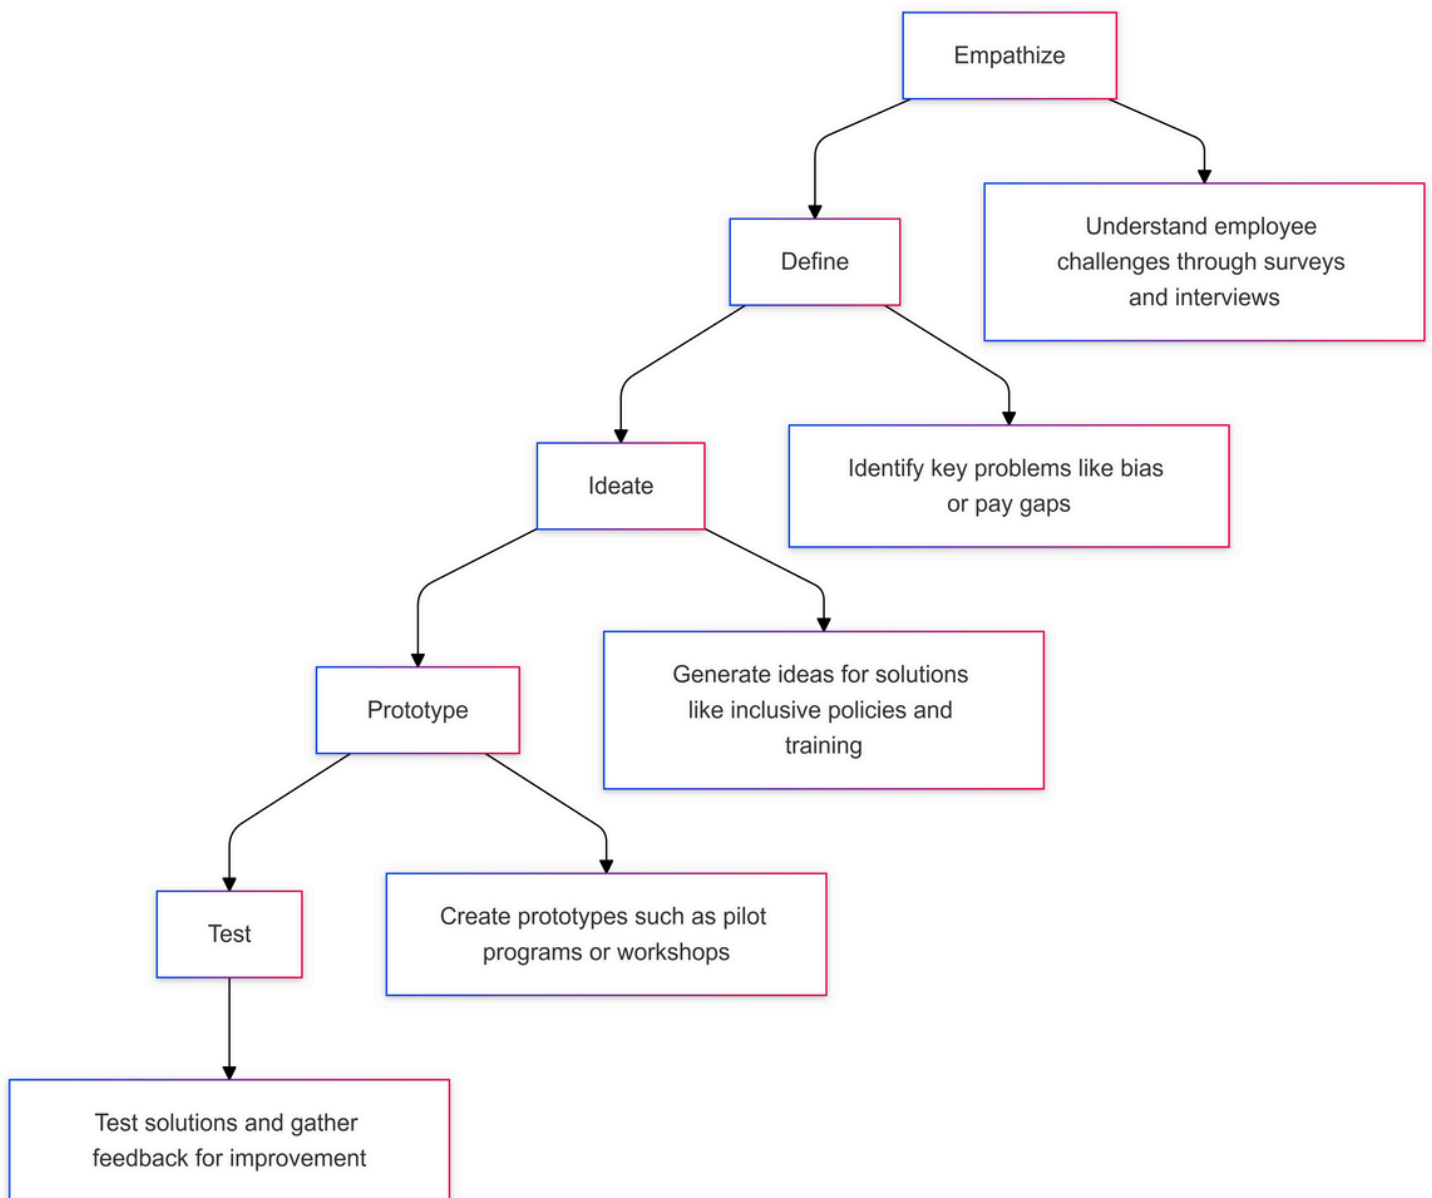 Empathize
Understand employee
challenges through surveys
and interviews
Define
Identify key problems like bias
or pay gaps
Ideate
Generate ideas for solutions
like inclusive policies and
training
Prototype
Create prototypes such as pilot
programs or workshops
Test
Test solutions and gather
feedback for improvement